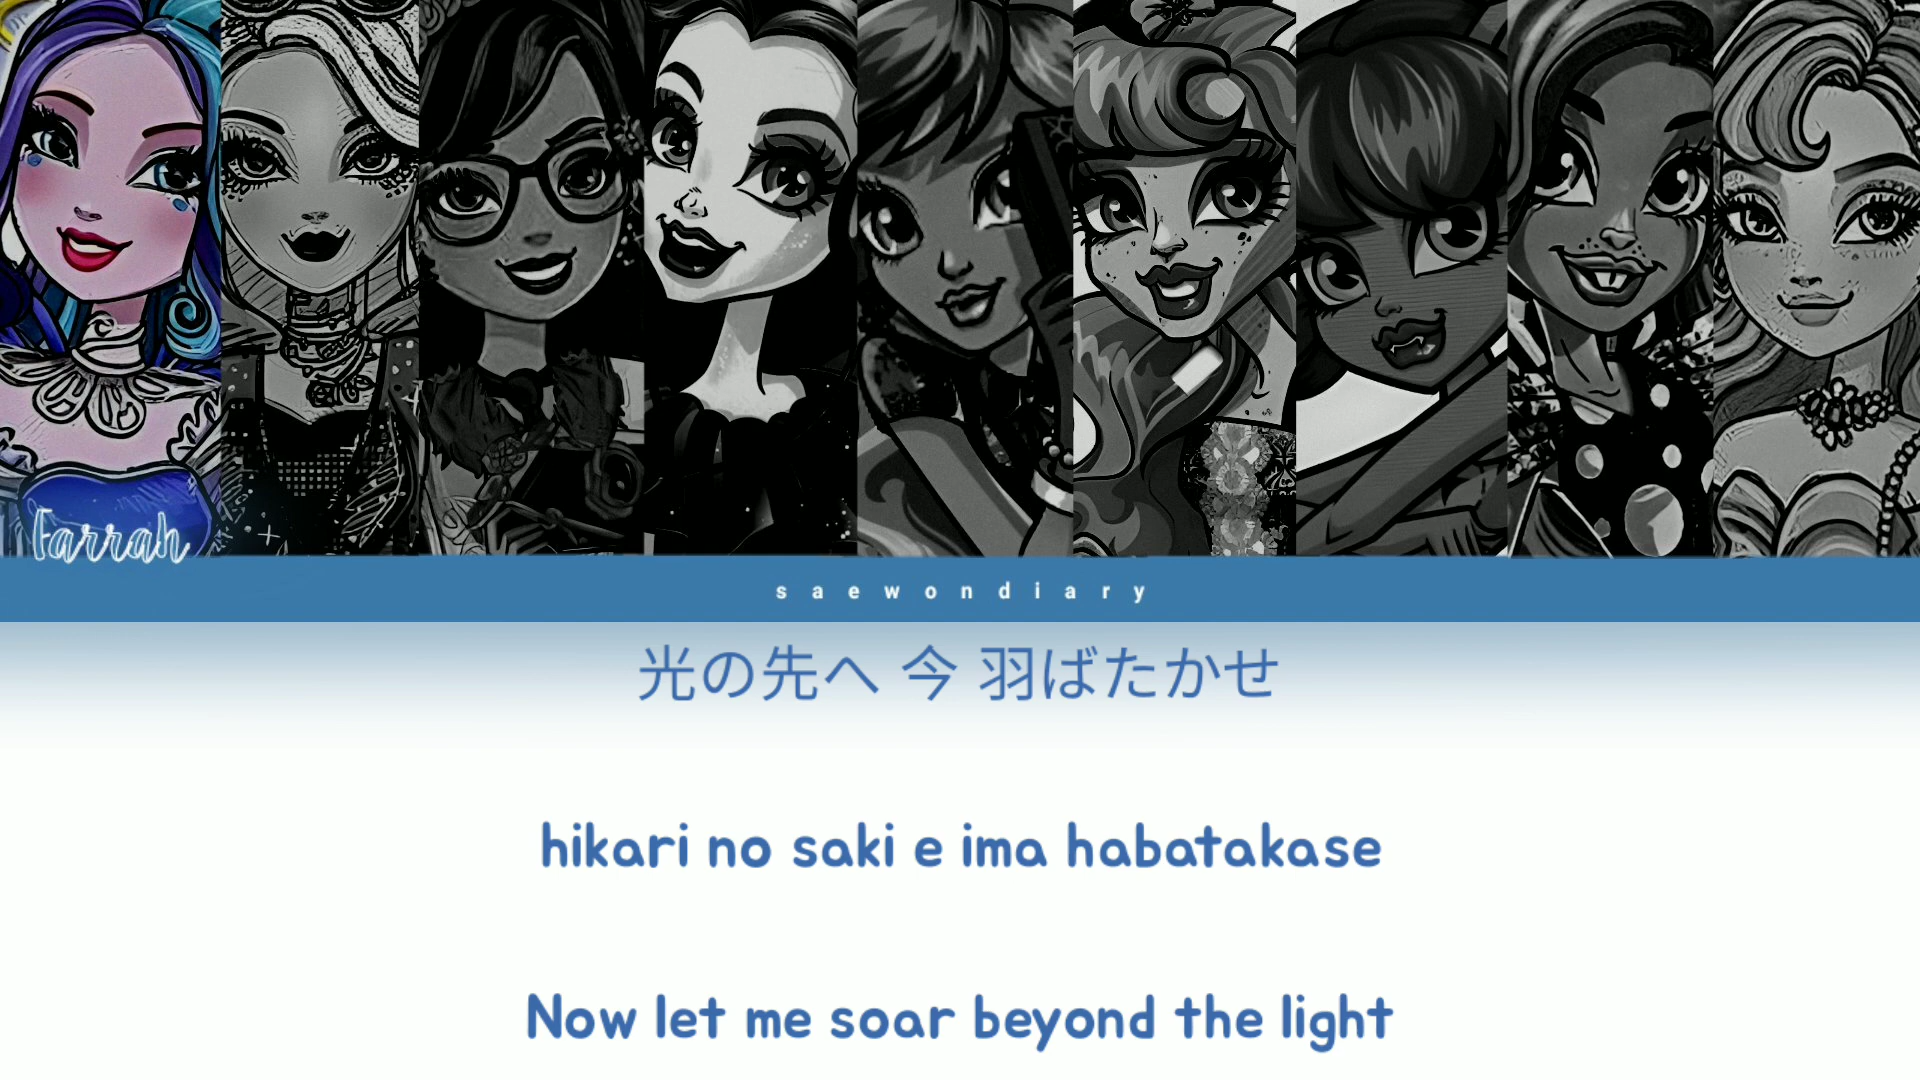 Farrah
saewondiary
光の先へ 今 羽ばたかせ
hikari no saki e ima habatakase
Now let me soar beyond the light